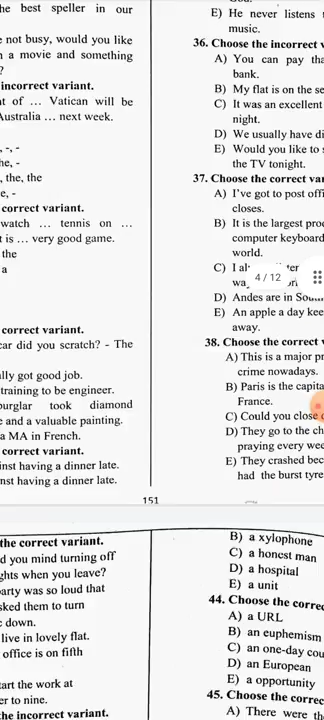 he best speller in our
e not busy, would you like
n a movie and something
?
incorrect variant.
nt of … Vatican will be
Australia … next week.
-, -
he, -
, the, the
e, -
correct variant.
watch … tennis on …
t is … very good game.
the
a
correct variant.
car did you scratch? - The
ally got good job.
training to be engineer.
burglar took diamond
e and a valuable painting.
a MA in French.
correct variant.
inst having a dinner late.
nst having a dinner late.
E) He never listens t
music.
36. Choose the incorrect v
A) You can pay tha
bank.
B) My flat is on the se
C) It was an excellent
night.
D) We usually have di
E) Would you like to s
the TV tonight.
37. Choose the correct var
A) I've got to post offi
closes.
B) It is the largest proc
computer keyboard
world.
C) I al
4/12
D) Andes are in Sou
E) An apple a day kee
away.
38. Choose the correct v
A) This is a major pr
crime nowadays.
B) Paris is the capita
France.
C) Could you close
D) They go to the ch
praying every wee
E) They crashed bec
had the burst tyre
151
the correct variant.
d you mind turning off
ghts when you leave?
party was so loud that
sked them to turn
down.
live in lovely flat.
office is on fifth
tart the work at
er to nine.
the incorrect variant.
B) a xylophone
C) a honest man
D) a hospital
E) a unit
44. Choose the correc
A) a URL
B) an euphemism
C) an one-day cou
D) an European
E) a opportunity
45. Choose the correc
A) There were th